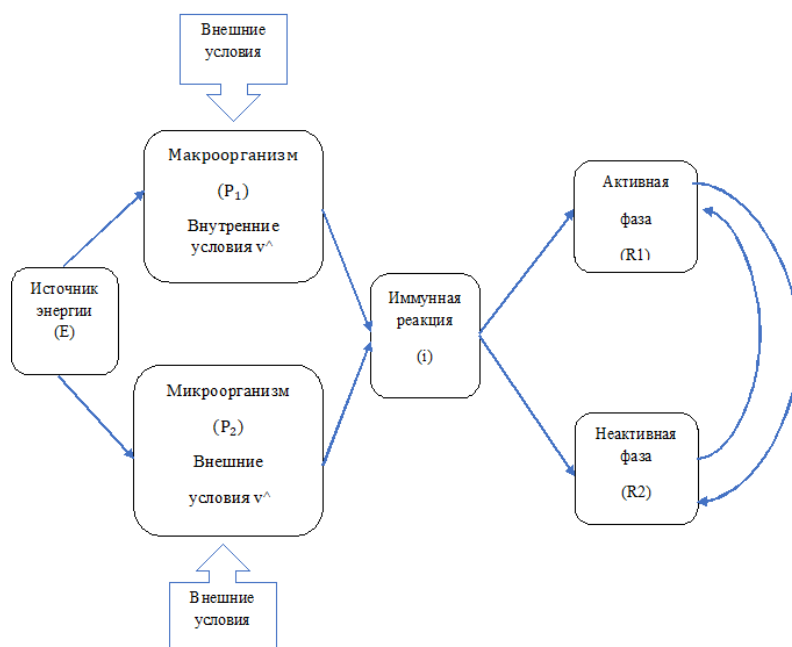 Внешние
условия
Макроорганизм
(P₁)
Внутренние
условия v^
Источник
энергии
(E)
Микроорганизм
(P₂)
Внешние
условия v^
Внешние
условия
Иммунная
реакция
(i)
Активная
фаза
(R1)
Неактивная
фаза
(R2)